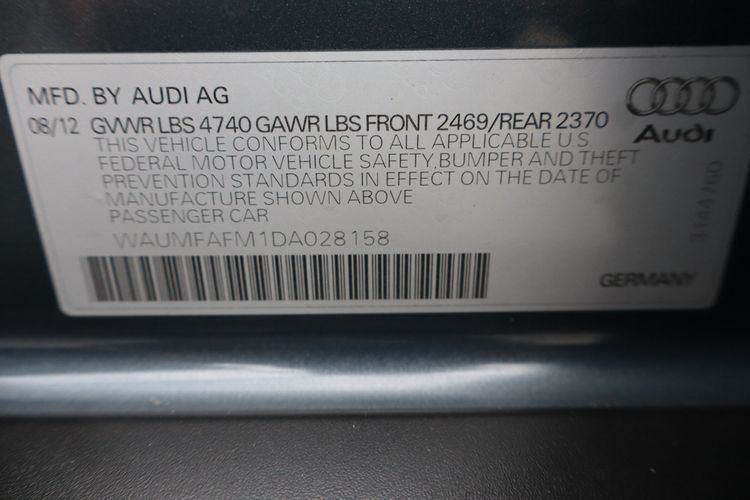 MFD. BY AUDI AG
08/12 GVWR LBS 4740 GAWR LBS FRONT 2469/REAR 2370
THIS VEHICLE CONFORMS TO ALL APPLICABLE U S
FEDERAL MOTOR VEHICLE SAFETY,BUMPER AND THEFT
PREVENTION STANDARDS IN EFFECT ON THE DATE OF
MANUFACTURE SHOWN ABOVE
PASSENGER CAR
WAUMFAFM1DA028158
Audi
3144760
GERMANY